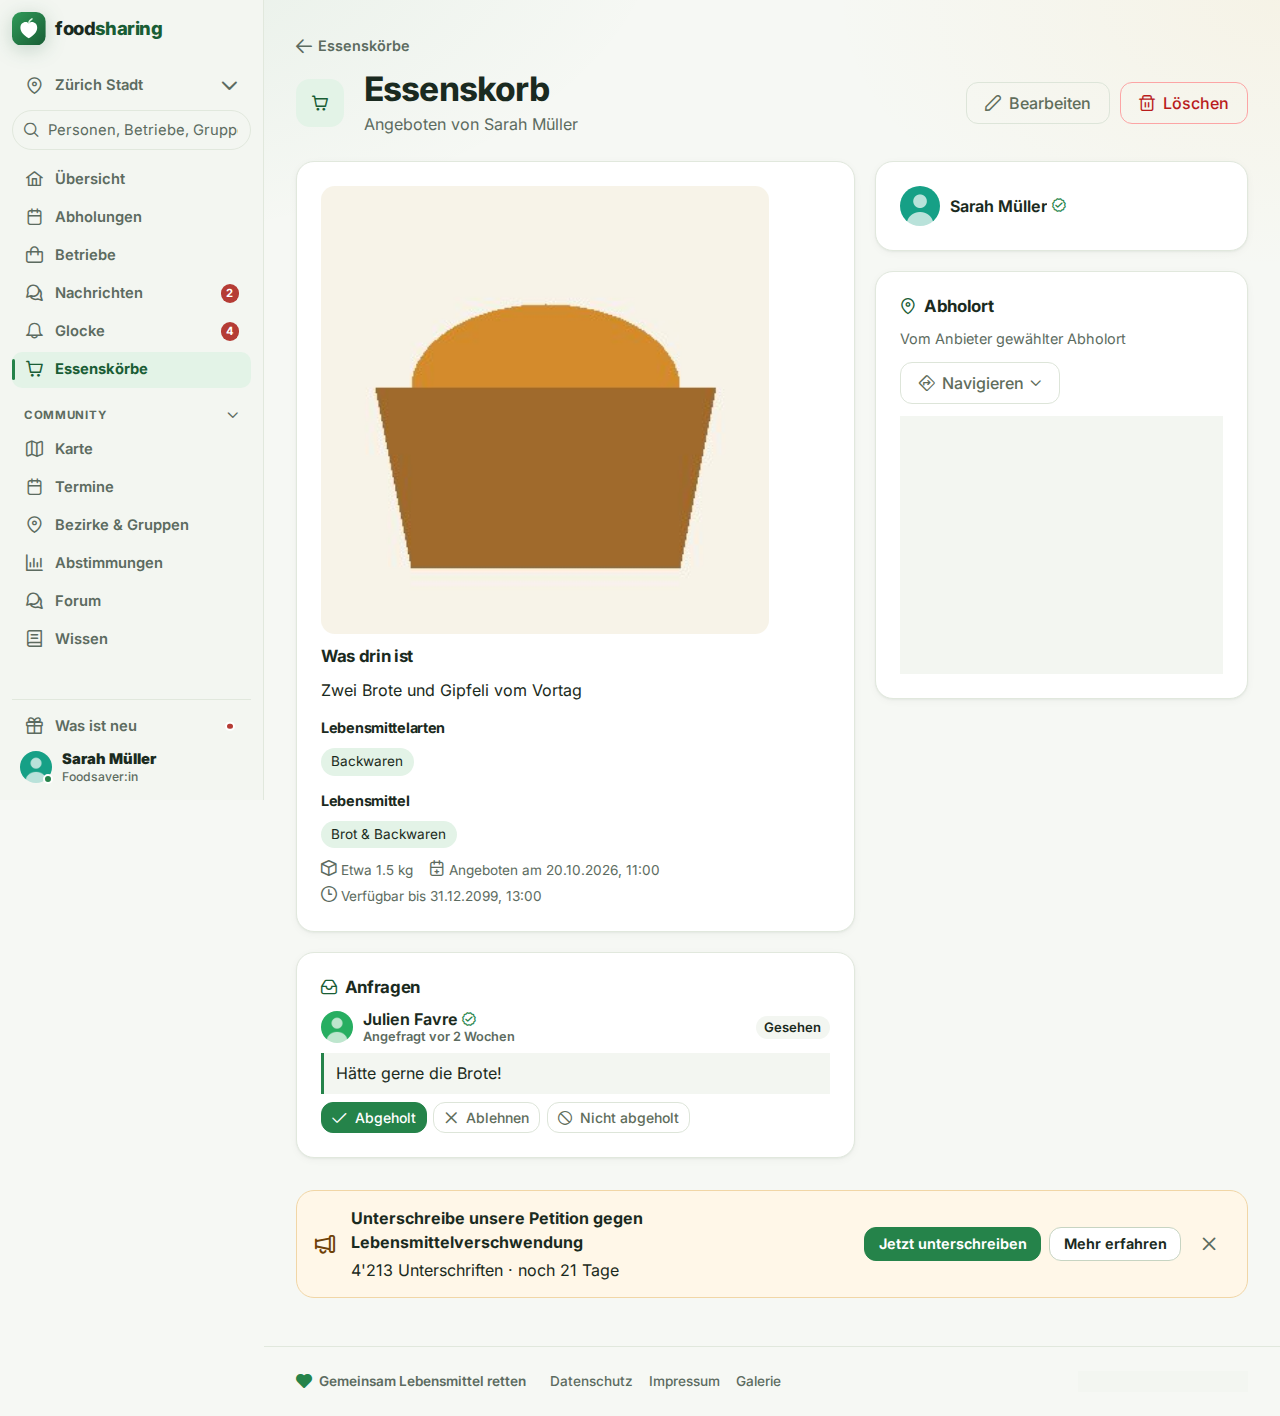 foodsharing
Zürich Stadt
Personen, Betriebe, Grupp
Übersicht
Abholungen
Betriebe
Nachrichten 2
Glocke 4
Essenskörbe
COMMUNITY
Karte
Termine
Bezirke & Gruppen
Abstimmungen
Forum
Wissen
Was ist neu
Sarah Müller
Foodsaver:in
Essenskörbe
Essenskorb
Angeboten von Sarah Müller
Bearbeiten
Löschen
Was drin ist
Zwei Brote und Gipfeli vom Vortag
Lebensmittelarten
Backwaren
Lebensmittel
Brot & Backwaren
Etwa 1.5 kg Angeboten am 20.10.2026, 11:00
Verfügbar bis 31.12.2099, 13:00
Sarah Müller
Abholort
Vom Anbieter gewählter Abholort
Navigieren
Anfragen
Julien Favre
Angefragt vor 2 Wochen
Gesehen
Hätte gerne die Brote!
Abgeholt Ablehnen Nicht abgeholt
Unterschreibe unsere Petition gegen
Lebensmittelverschwendung
4'213 Unterschriften · noch 21 Tage
Jetzt unterschreiben Mehr erfahren
Gemeinsam Lebensmittel retten Datenschutz Impressum Galerie